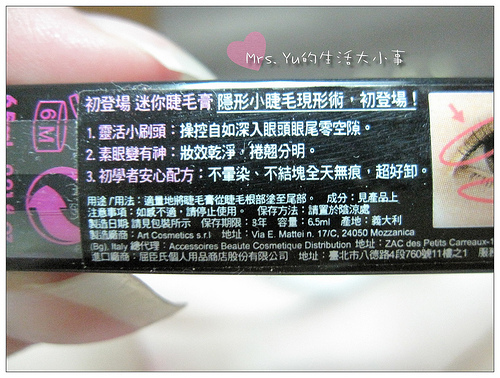 Mrs. Yu的生活大小事
初登場 迷你睫毛膏 隱形小睫毛現形術，初登場！
1. 靈活小刷頭：操控自如深入眼頭眼尾零空隙。
2. 素眼變有神：妝效乾淨，捲翹分明。
3. 初學者安心配方：不暈染、不結塊全天無痕，超好卸。
用途/用法：適量地將睫毛膏從睫毛根部塗至尾部。 成分：見產品上
注意事項：如感不適，請停止使用。 保存方法：請置於陰涼處
製造日期：請見包裝所示 保存期限：3年 容量：6.5ml 產地：義大利
製造廠商：Art Cosmetics s.r.l 地址：Via E. Mattei n. 17/C, 24050 Mozzanica
(Bg), Italy 總代理：Accessoires Beaute Cosmetique Distribution 地址：ZAC des Petits Carreaux-1
進口廠商：屈臣氏個人用品商店股份有限公司 地址：臺北市八德路4段760號11樓之1 服務
6M